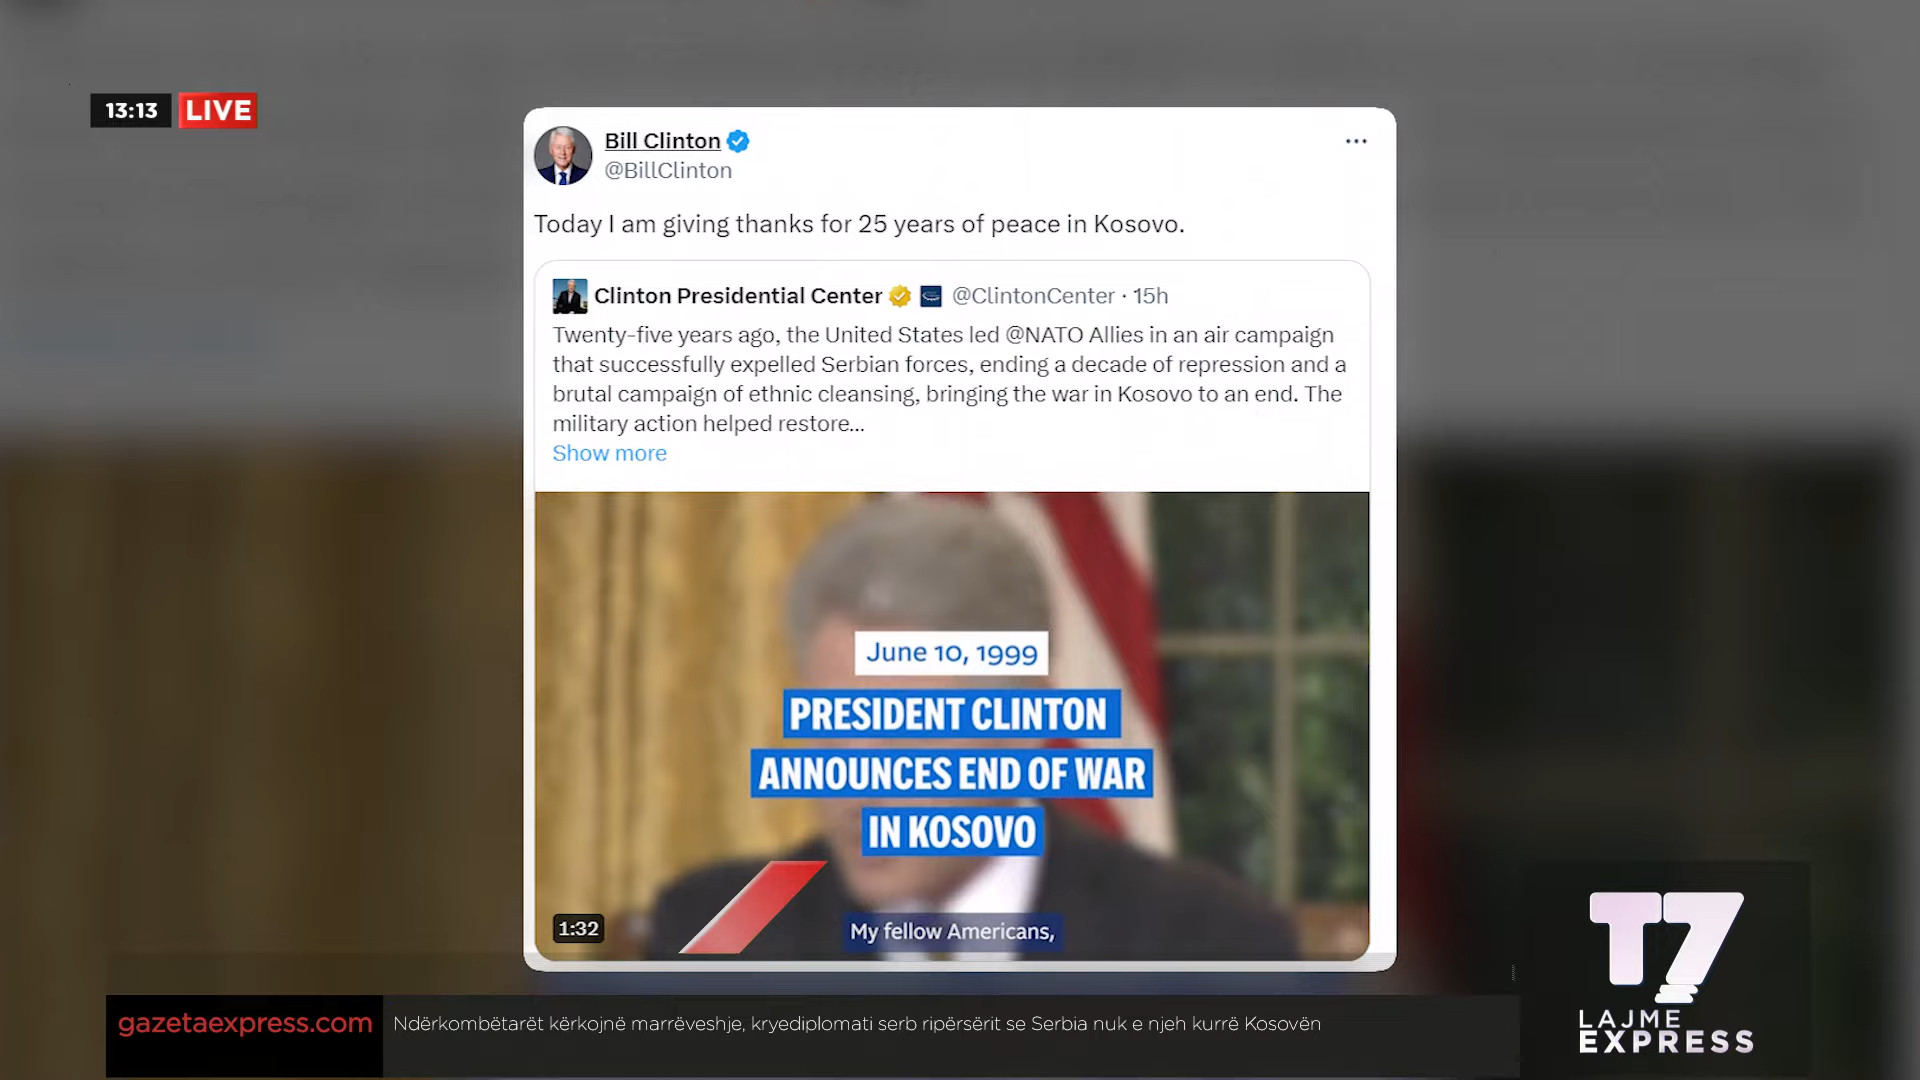 13:13 LIVE
Bill Clinton
@BillClinton
Today I am giving thanks for 25 years of peace in Kosovo.
Clinton Presidential Center @ClintonCenter · 15h
Twenty-five years ago, the United States led @NATO Allies in an air campaign
that successfully expelled Serbian forces, ending a decade of repression and a
brutal campaign of ethnic cleansing, bringing the war in Kosovo to an end. The
military action helped restore...
Show more
June 10, 1999
PRESIDENT CLINTON
ANNOUNCES END OF WAR
IN KOSOVO
1:32
My fellow Americans,
T7
LAJME
EXPRESS
gazetaexpress.com
Ndërkombëtarët kërkojnë marrëveshje, kryediplomati serb ripërsërit se Serbia nuk e njeh kurrë Kosovën